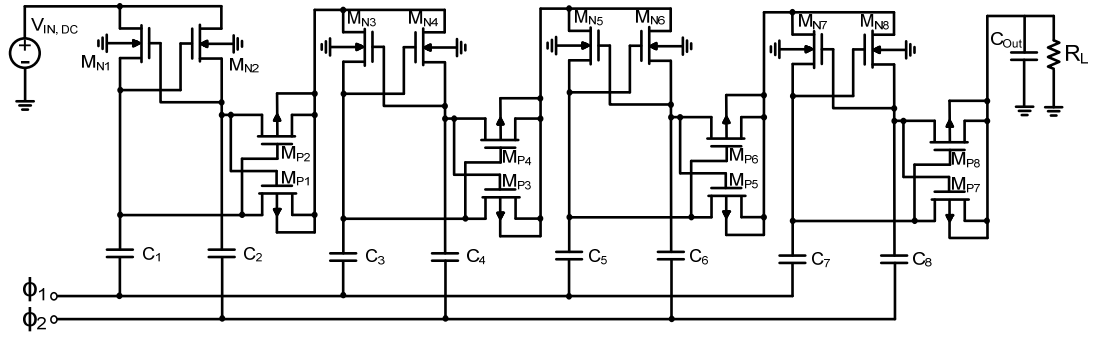 V_IN, DC
M_N1
M_N2
M_P2
M_P1
C_1
C_2
M_N3
M_N4
M_P4
M_P3
C_3
C_4
M_N5
M_N6
M_P6
M_P5
C_5
C_6
M_N7
M_N8
M_P8
M_P7
C_7
C_8
C_Out
R_L
ϕ_1
ϕ_2